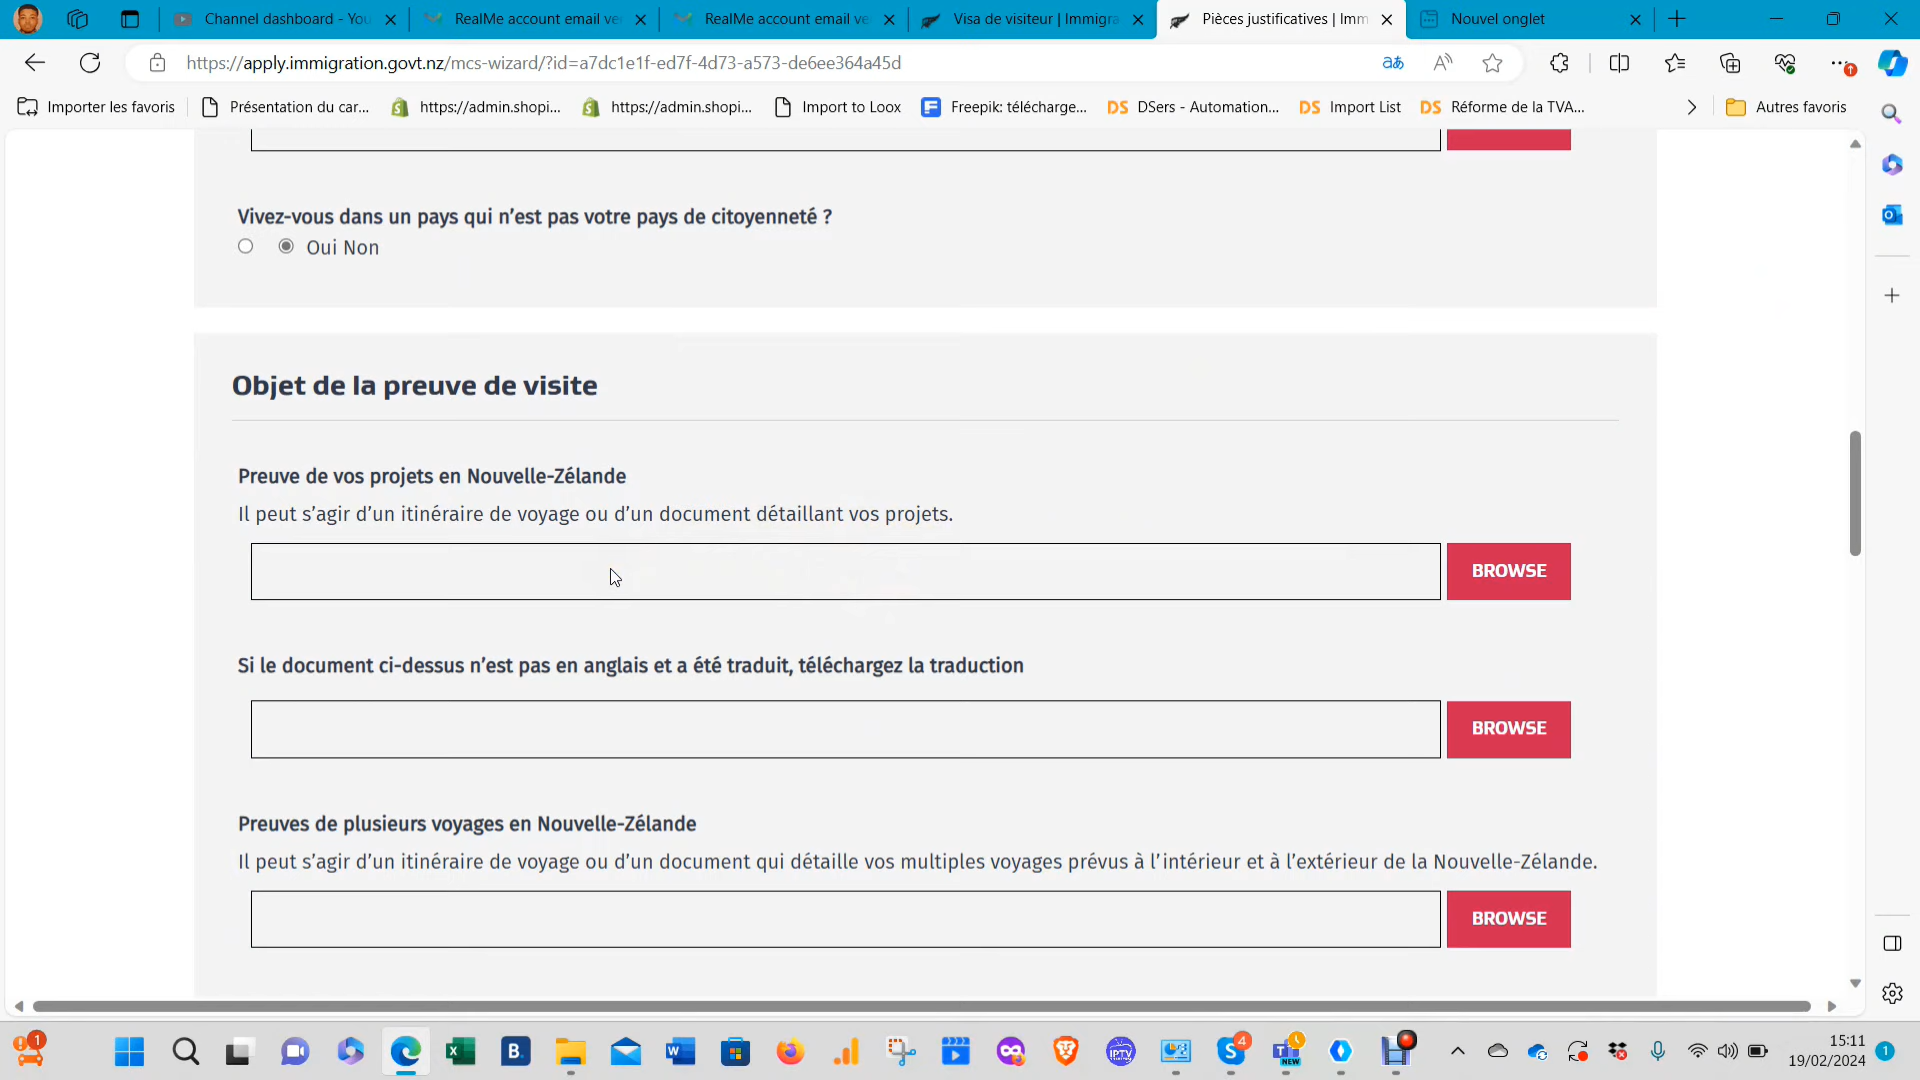 Channel dashboard - You
RealMe account email ve
RealMe account email ve
Visa de visiteur | Immigra
Pièces justificatives | Imm
Nouvel onglet
https://apply.immigration.govt.nz/mcs-wizard/?id=a7dc1e1f-ed7f-4d73-a573-de6ee364a45d
Importer les favoris
Présentation du car...
https://admin.shopi...
https://admin.shopi...
Import to Loox
Freepik: télécharge...
DSers - Automation...
Import List
Réforme de la TVA...
Autres favoris
Vivez-vous dans un pays qui n’est pas votre pays de citoyenneté ?
Oui Non
Objet de la preuve de visite
Preuve de vos projets en Nouvelle-Zélande
Il peut s’agir d’un itinéraire de voyage ou d’un document détaillant vos projets.
BROWSE
Si le document ci-dessus n’est pas en anglais et a été traduit, téléchargez la traduction
BROWSE
Preuves de plusieurs voyages en Nouvelle-Zélande
Il peut s’agir d’un itinéraire de voyage ou d’un document qui détaille vos multiples voyages prévus à l’intérieur et à l’extérieur de la Nouvelle-Zélande.
BROWSE
15:11
19/02/2024